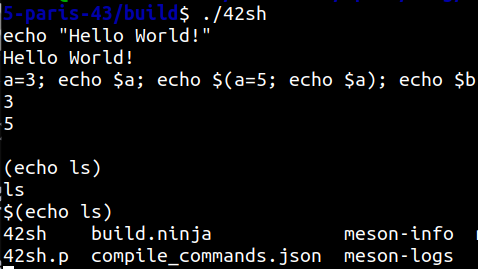 5-paris-43/build$ ./42sh
echo "Hello World!"
Hello World!
a=3; echo $a; echo $(a=5; echo $a); echo $b
3
5
(echo ls)
ls
$(echo ls)
42sh build.ninja meson-info
42sh.p compile_commands.json meson-logs